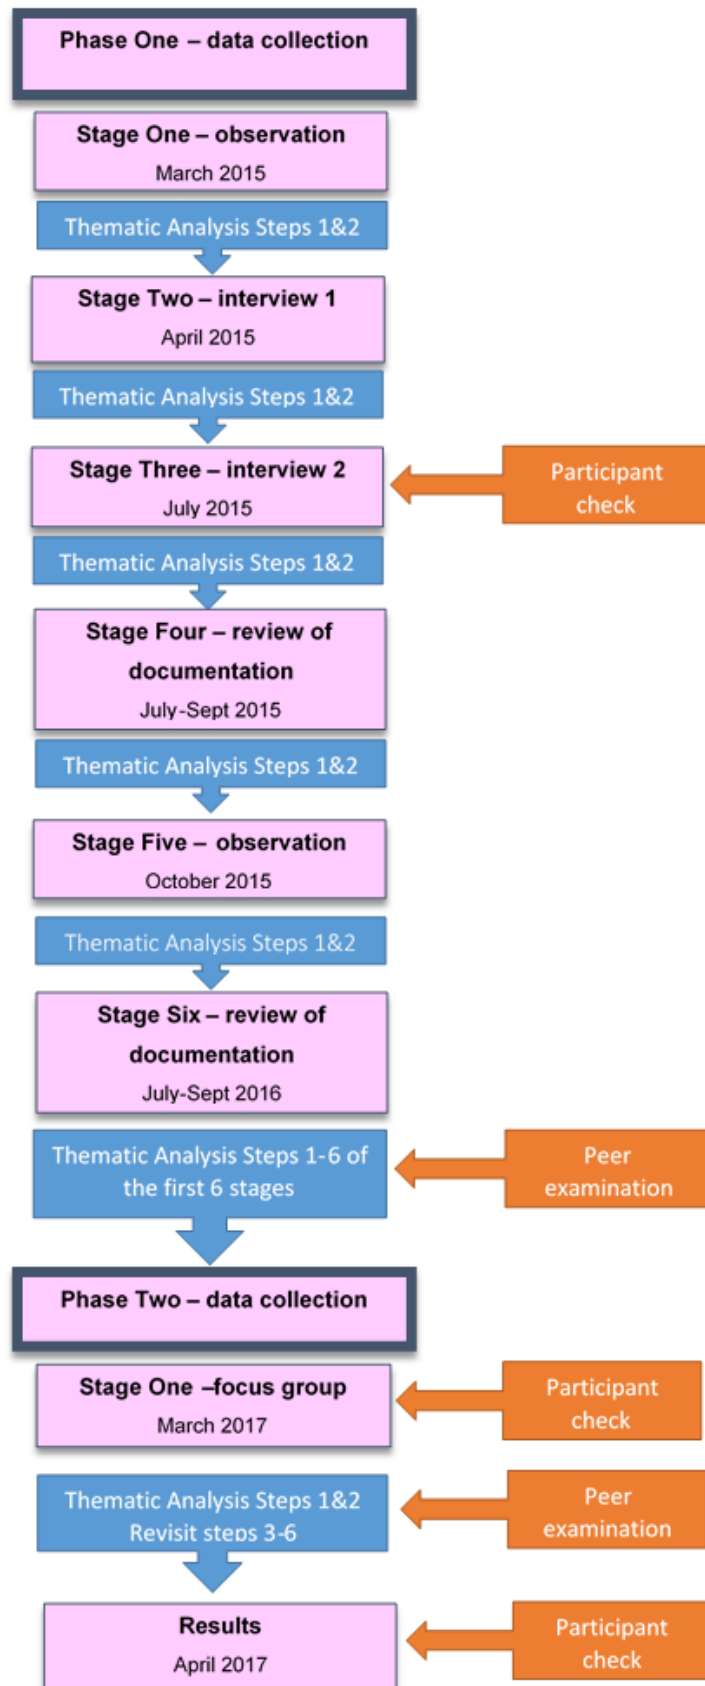 Phase One – data collection
Stage One – observation
March 2015
Thematic Analysis Steps 1&2
Stage Two – interview 1
April 2015
Thematic Analysis Steps 1&2
Stage Three – interview 2
July 2015
Participant
check
Thematic Analysis Steps 1&2
Stage Four – review of
documentation
July-Sept 2015
Thematic Analysis Steps 1&2
Stage Five – observation
October 2015
Thematic Analysis Steps 1&2
Stage Six – review of
documentation
July-Sept 2016
Thematic Analysis Steps 1-6 of
the first 6 stages
Peer
examination
Phase Two – data collection
Stage One –focus group
March 2017
Participant
check
Thematic Analysis Steps 1&2
Revisit steps 3-6
Peer
examination
Results
April 2017
Participant
check